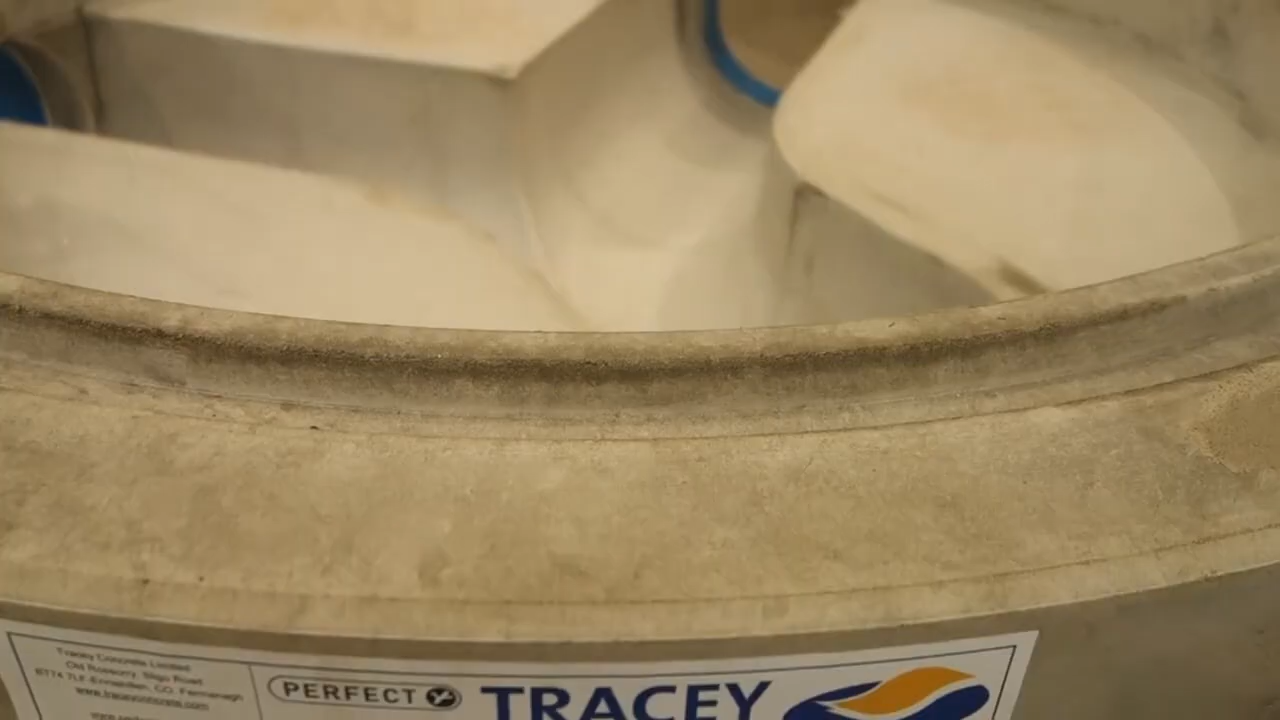 Tracey Concrete Limited
Old Rossorry, Sligo Road
BT74 7LF Enniskillen, CO. Fermanagh
www.traceyconcrete.com
PERFECT
TRACEY